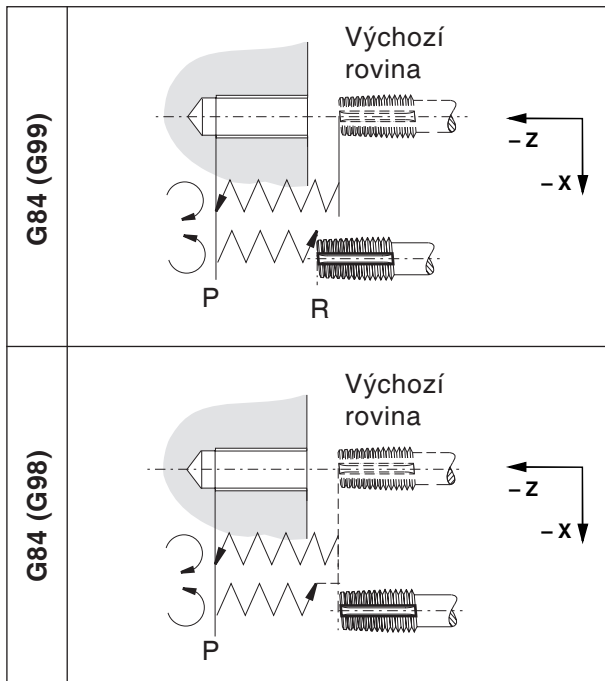 G84 (G99)
Výchozí
rovina
– Z
– X
P
R
G84 (G98)
Výchozí
rovina
– Z
– X
P